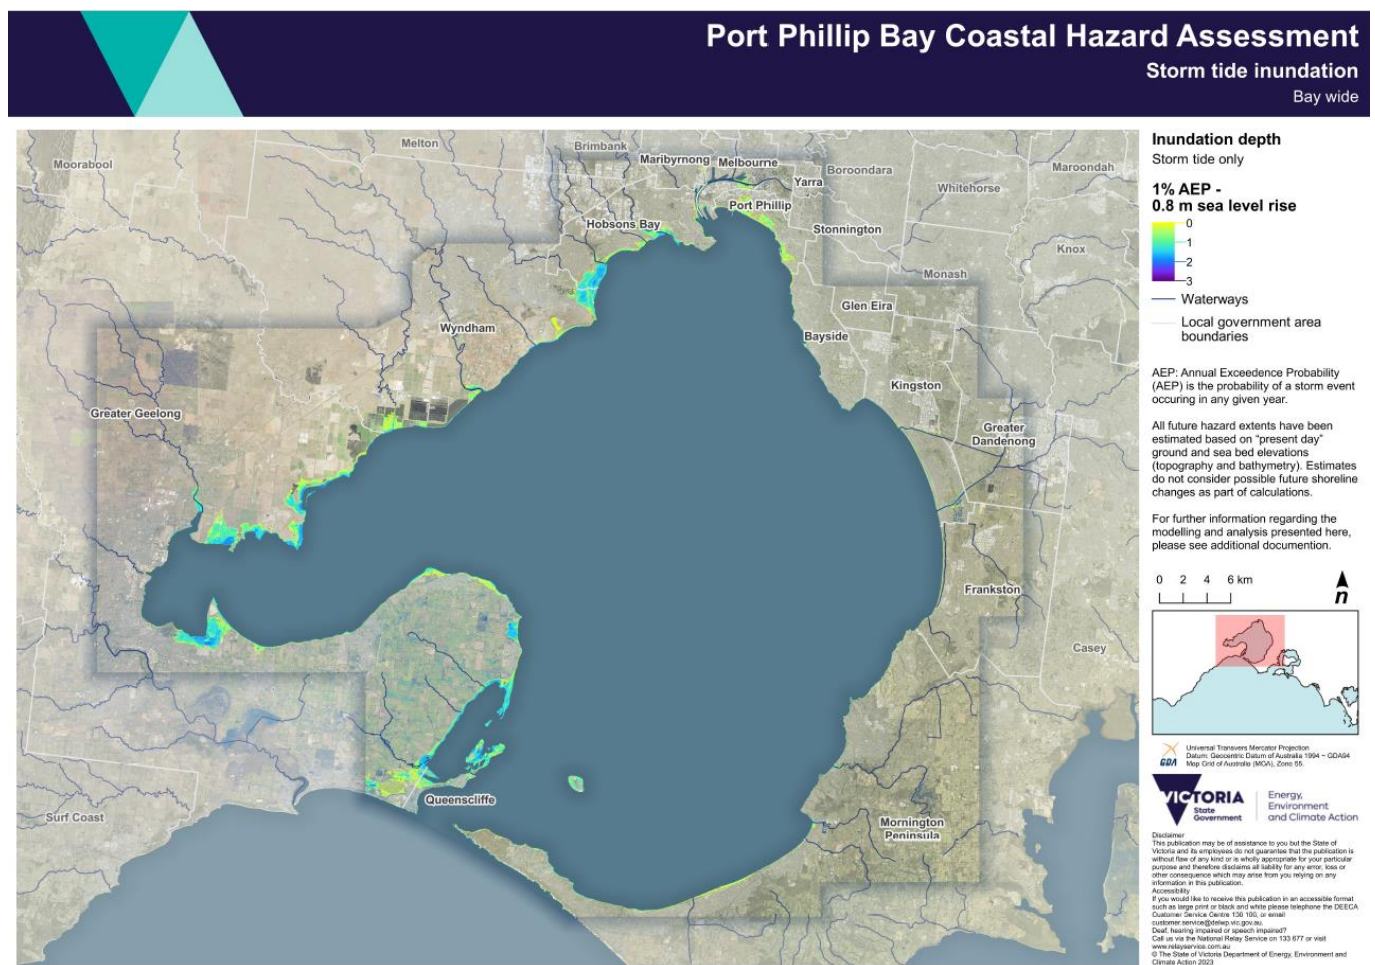 Port Phillip Bay Coastal Hazard Assessment
Storm tide inundation
Bay wide
Moorabool
Melton
Brimbank
Maribyrnong
Melbourne
Yarra
Boroondara
Maroondah
Whitehorse
Hobsons Bay
Port Phillip
Stonnington
Knox
Monash
Glen Eira
Wyndham
Bayside
Kingston
Greater Geelong
Greater
Dandenong
Frankston
Casey
Queenscliffe
Surf Coast
Mornington
Peninsula
Inundation depth
Storm tide only
1% AEP -
0.8 m sea level rise
0
1
2
3
Waterways
Local government area
boundaries
AEP: Annual Exceedence Probability
(AEP) is the probability of a storm event
occuring in any given year.
All future hazard extents have been
estimated based on "present day"
ground and sea bed elevations
(topography and bathymetry). Estimates
do not consider possible future shoreline
changes as part of calculations.
For further information regarding the
modelling and analysis presented here,
please see additional documention.
0 2 4 6 km
n
GDA
Universal Transvers Mercator Projection
Datum: Geocentric Datum of Australia 1994 ~ GDA94
Map Grid of Australia (MGA), Zone 55.
VICTORIA
State
Government
Energy,
Environment
and Climate Action
Disclaimer
This publication may be of assistance to you but the State of
Victoria and its employees do not guarantee that the publication is
without flaw of any kind or is wholly appropriate for your particular
purpose and therefore disclaims all liability for any error, loss or
other consequence which may arise from you relying on any
information in this publication.
Accessibility
If you would like to receive this publication in an accessible format
such as large print or black and white please telephone the DEECA
Customer Service Centre 136 186, or email
customer.service@delwp.vic.gov.au.
Deaf, hearing impaired or speech impaired?
Call us via the National Relay Service on 133 677 or visit
www.relayservice.com.au
© The State of Victoria Department of Energy, Environment and
Climate Action 2023